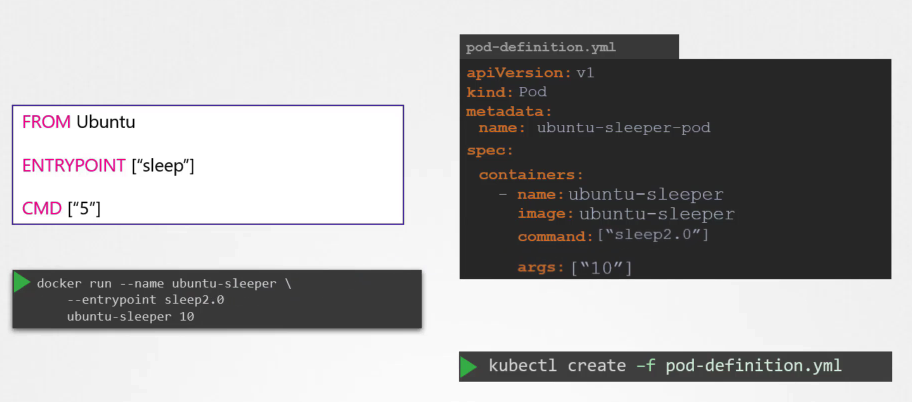 FROM Ubuntu
ENTRYPOINT [“sleep”]
CMD [“5”]
docker run --name ubuntu-sleeper \
--entrypoint sleep2.0
ubuntu-sleeper 10
pod-definition.yml
apiVersion: v1
kind: Pod
metadata:
name: ubuntu-sleeper-pod
spec:
containers:
- name: ubuntu-sleeper
image: ubuntu-sleeper
command: [“sleep2.0”]
args: [“10”]
kubectl create –f pod-definition.yml